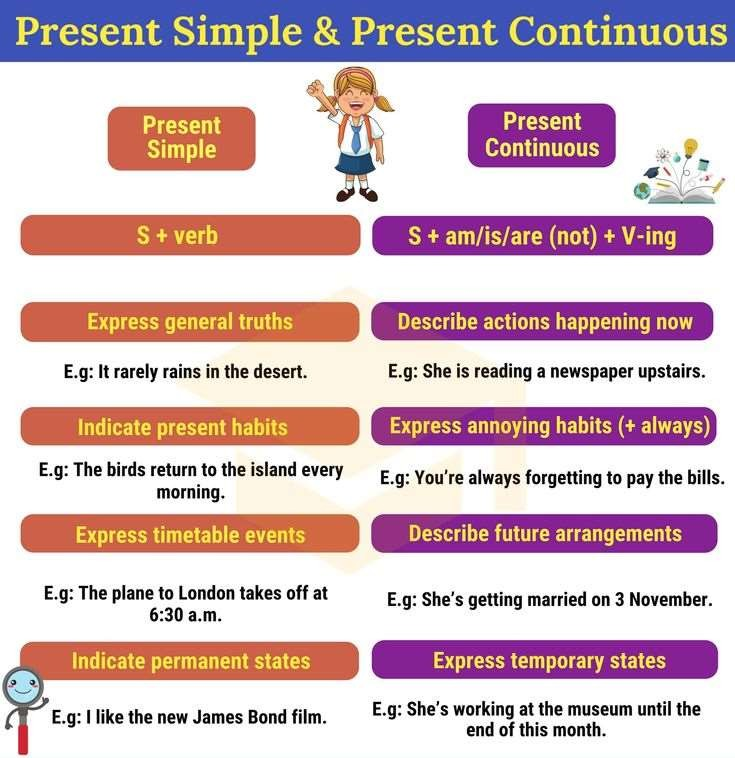 Present Simple & Present Continuous
Present
Simple
Present
Continuous
S + verb
S + am/is/are (not) + V-ing
Express general truths
Describe actions happening now
E.g: It rarely rains in the desert.
E.g: She is reading a newspaper upstairs.
Indicate present habits
Express annoying habits (+ always)
E.g: The birds return to the island every
morning.
E.g: You’re always forgetting to pay the bills.
Express timetable events
Describe future arrangements
E.g: The plane to London takes off at
6:30 a.m.
E.g: She’s getting married on 3 November.
Indicate permanent states
Express temporary states
E.g: I like the new James Bond film.
E.g: She’s working at the museum until the
end of this month.